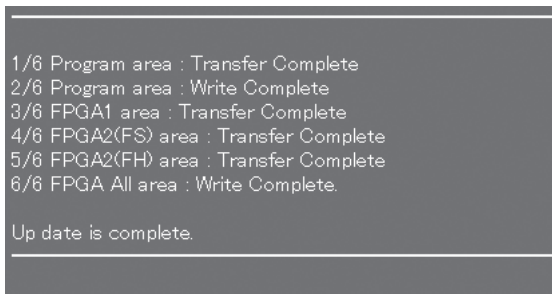 1/6 Program area : Transfer Complete
2/6 Program area : Write Complete
3/6 FPGA1 area : Transfer Complete
4/6 FPGA2(FS) area : Transfer Complete
5/6 FPGA2(FH) area : Transfer Complete
6/6 FPGA All area : Write Complete.
Up date is complete.